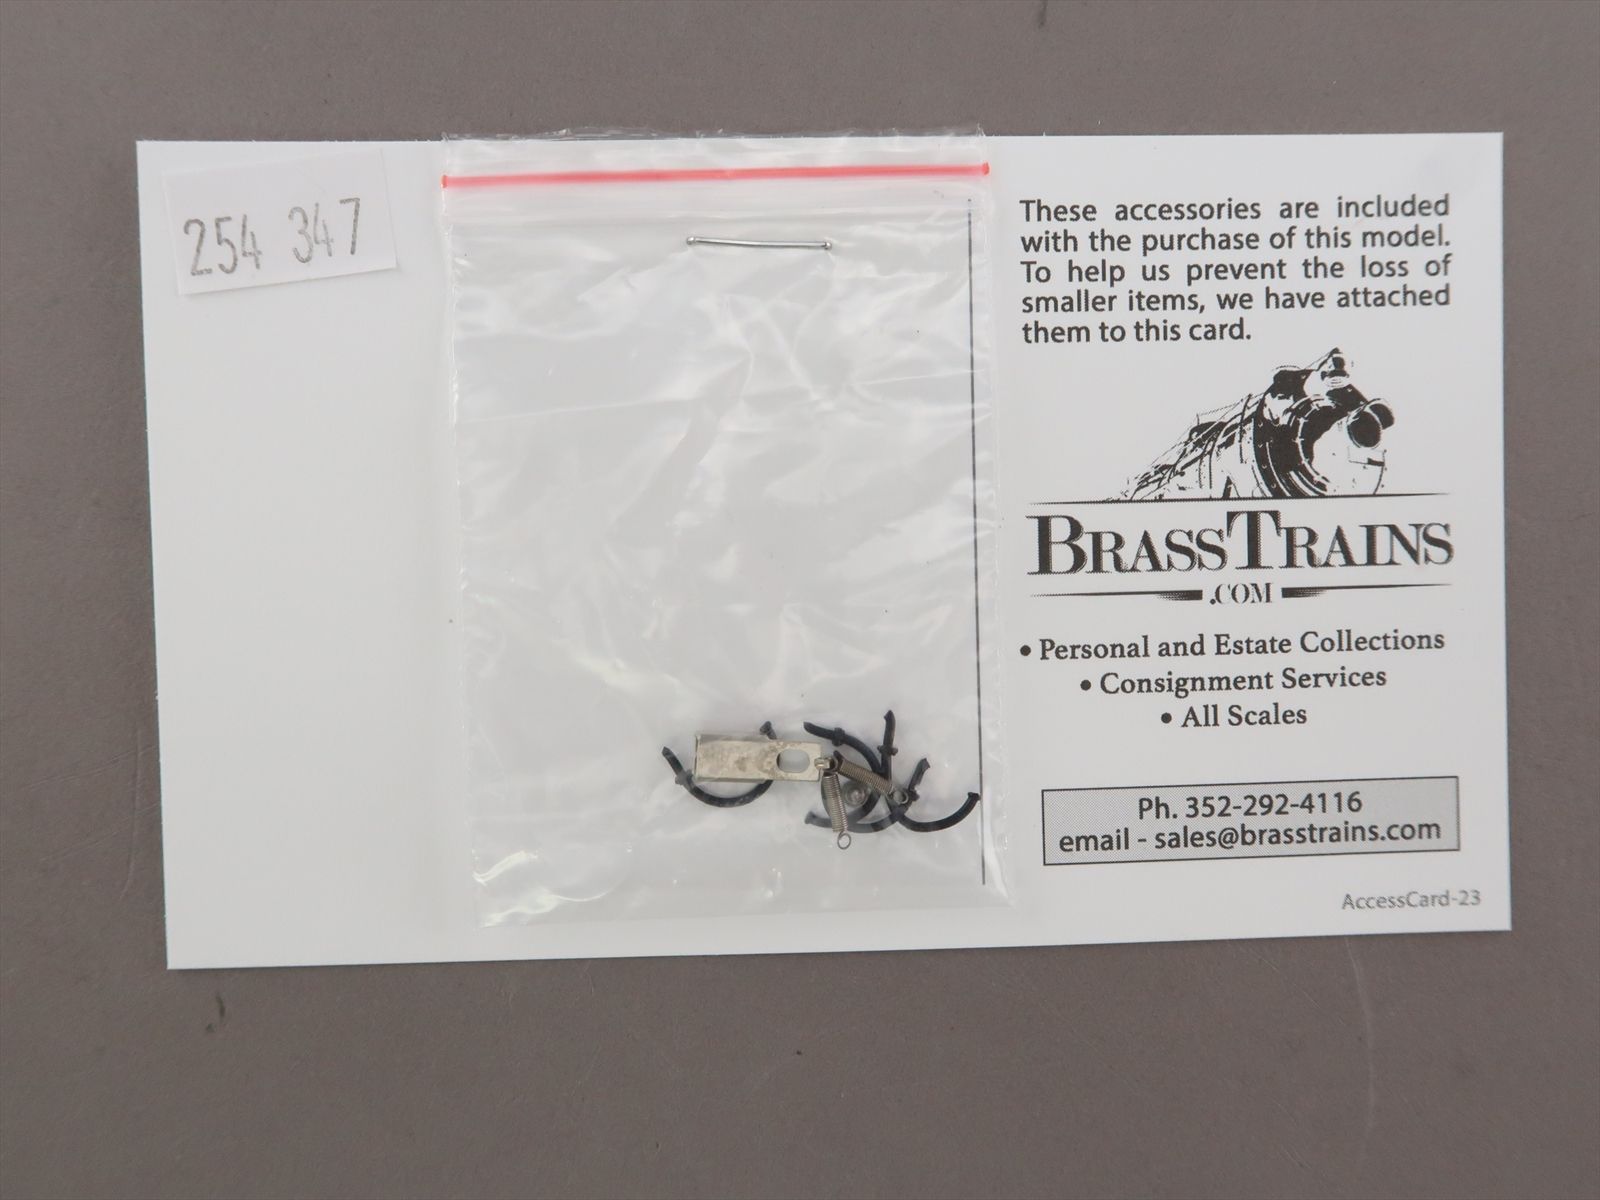 254 347
These accessories are included
with the purchase of this model.
To help us prevent the loss of
smaller items, we have attached
them to this card.
BRASSTRAINS
.COM
• Personal and Estate Collections
• Consignment Services
• All Scales
Ph. 352-292-4116
email - sales@brasstrains.com
AccessCard-23